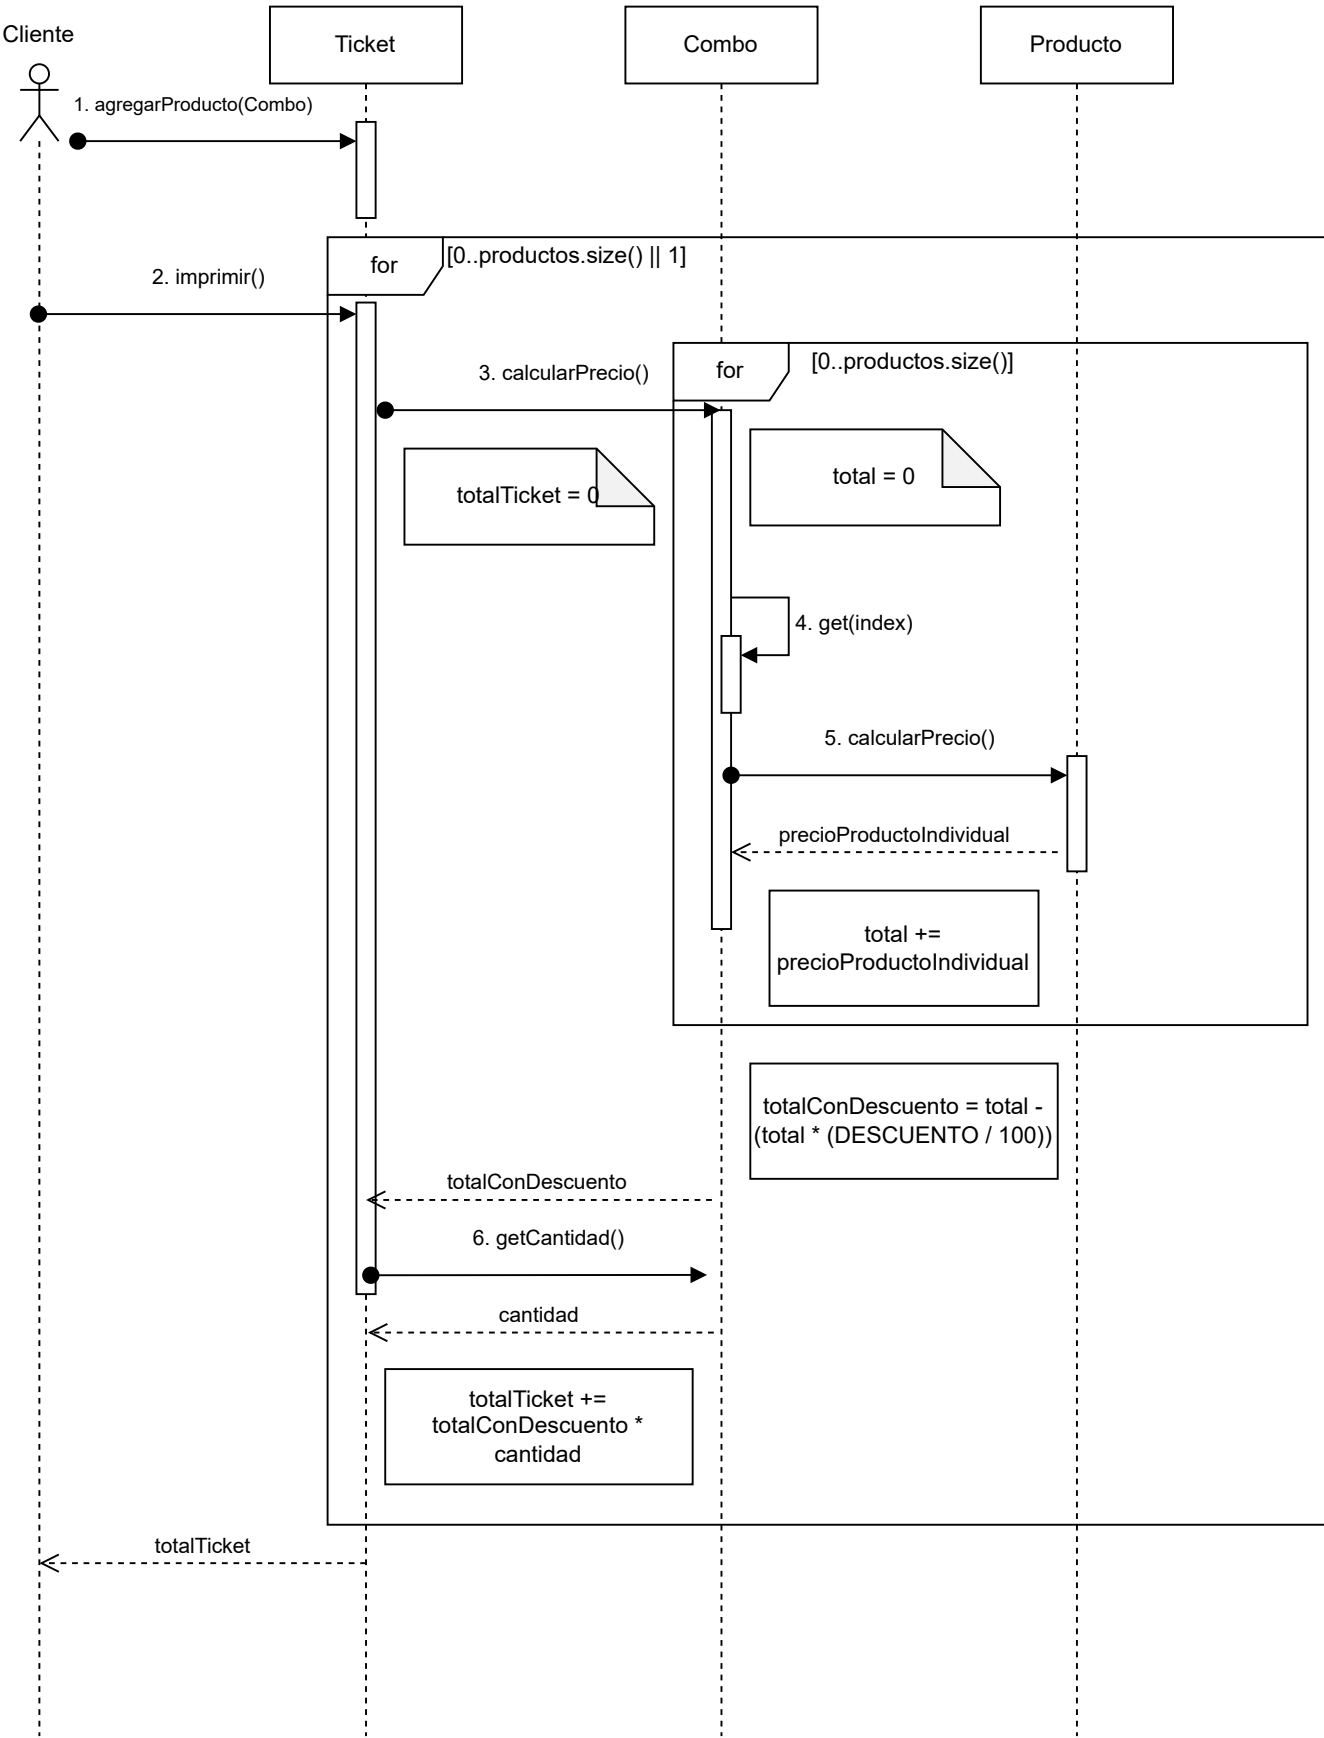 Cliente
Ticket
Combo
Producto
1. agregarProducto(Combo)
for
[0..productos.size() || 1]
2. imprimir()
for
[0..productos.size()]
3. calcularPrecio()
totalTicket = 0
total = 0
4. get(index)
5. calcularPrecio()
precioProductoIndividual
total +=
precioProductoIndividual
totalConDescuento = total -
(total * (DESCUENTO / 100))
totalConDescuento
6. getCantidad()
cantidad
totalTicket +=
totalConDescuento *
cantidad
totalTicket